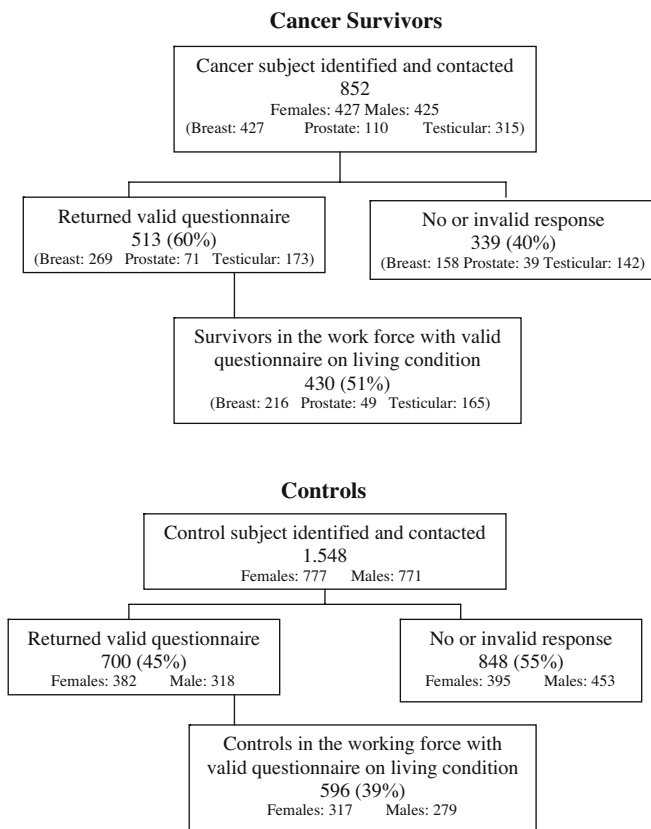 Cancer Survivors
Cancer subject identified and contacted
852
Females: 427 Males: 425
(Breast: 427 Prostate: 110 Testicular: 315)
Returned valid questionnaire
513 (60%)
(Breast: 269 Prostate: 71 Testicular: 173)
No or invalid response
339 (40%)
(Breast: 158 Prostate: 39 Testicular: 142)
Survivors in the work force with valid
questionnaire on living condition
430 (51%)
(Breast: 216 Prostate: 49 Testicular: 165)
Controls
Control subject identified and contacted
1.548
Females: 777 Males: 771
Returned valid questionnaire
700 (45%)
Females: 382 Male: 318
No or invalid response
848 (55%)
Females: 395 Males: 453
Controls in the working force with
valid questionnaire on living condition
596 (39%)
Females: 317 Males: 279